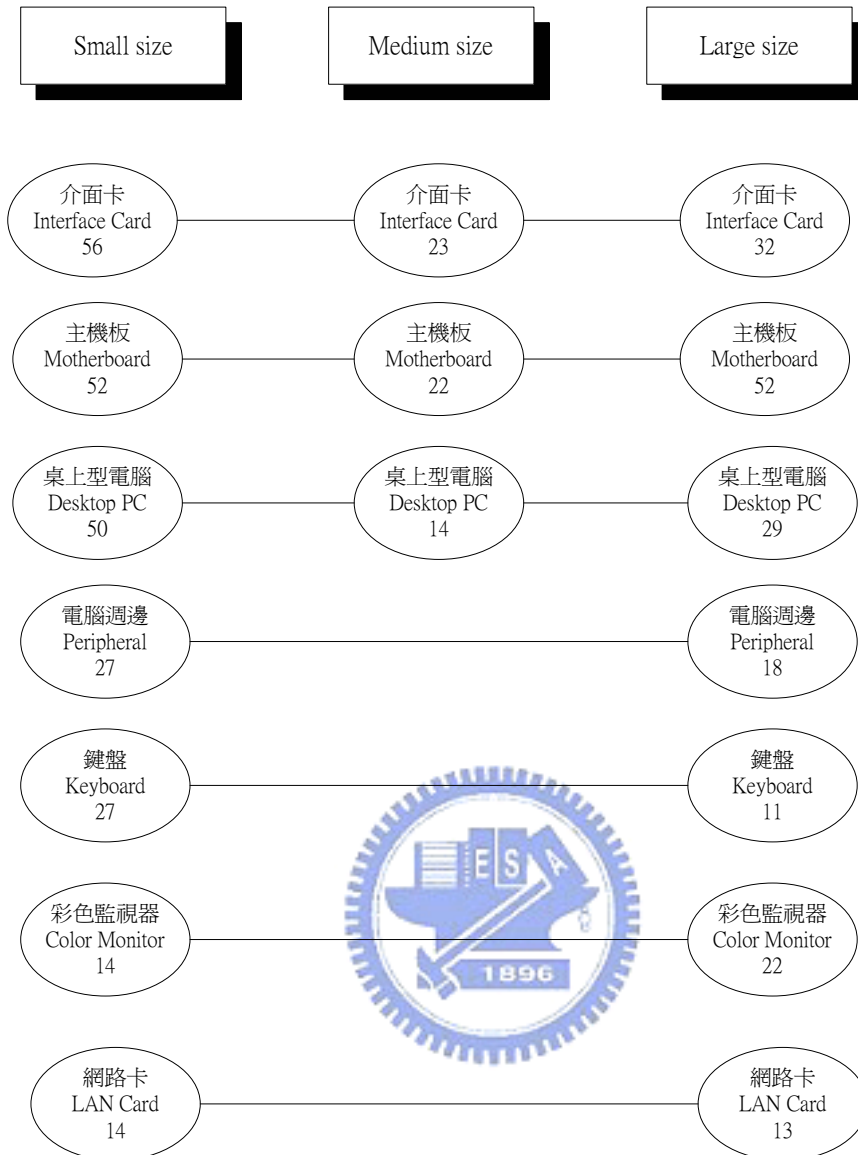 Small size
Medium size
Large size
介面卡
Interface Card
56
介面卡
Interface Card
23
介面卡
Interface Card
32
主機板
Motherboard
52
主機板
Motherboard
22
主機板
Motherboard
52
桌上型電腦
Desktop PC
50
桌上型電腦
Desktop PC
14
桌上型電腦
Desktop PC
29
電腦週邊
Peripheral
27
電腦週邊
Peripheral
18
鍵盤
Keyboard
27
鍵盤
Keyboard
11
E S A
彩色監視器
Color Monitor
14
彩色監視器
Color Monitor
22
1896
網路卡
LAN Card
14
網路卡
LAN Card
13